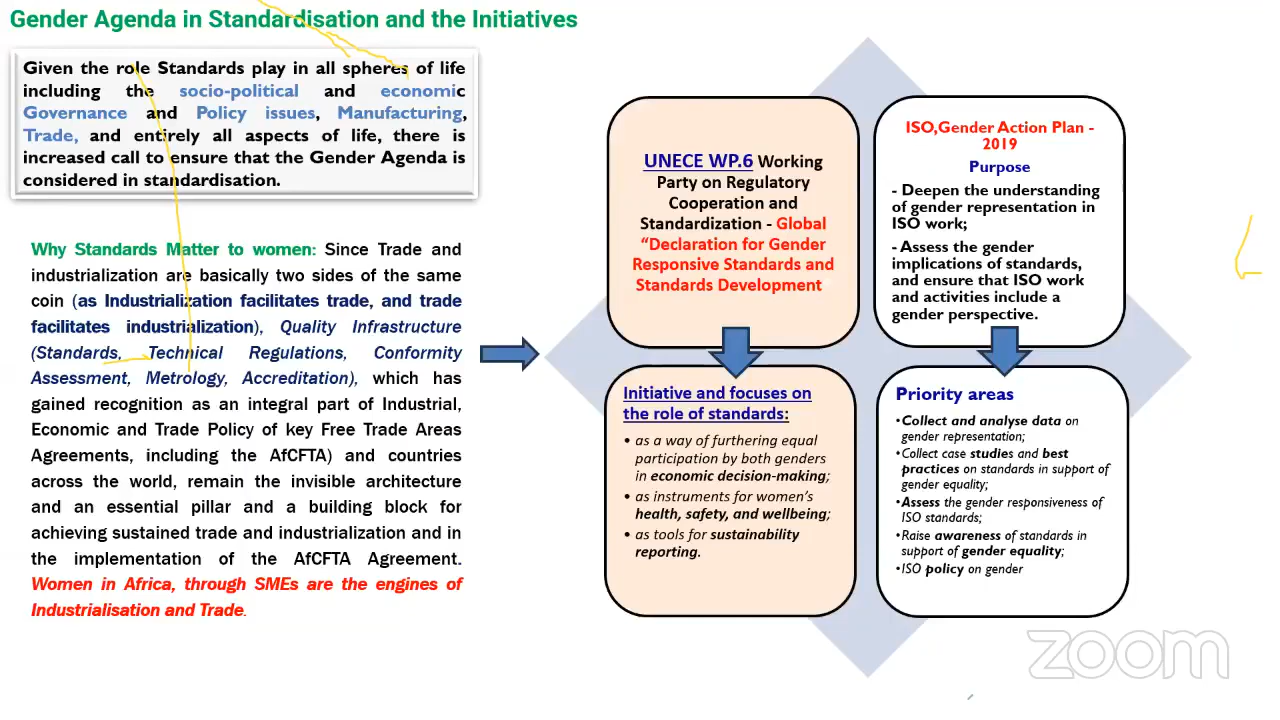 Gender Agenda in Standardisation and the Initiatives
Given the role Standards play in all spheres of life
including the socio-political and economic
Governance and Policy issues, Manufacturing,
Trade, and entirely all aspects of life, there is
increased call to ensure that the Gender Agenda is
considered in standardisation.
Why Standards Matter to women: Since Trade and
industrialization are basically two sides of the same
coin (as Industrialization facilitates trade, and trade
facilitates industrialization), Quality Infrastructure
(Standards, Technical Regulations, Conformity
Assessment, Metrology, Accreditation), which has
gained recognition as an integral part of Industrial,
Economic and Trade Policy of key Free Trade Areas
Agreements, including the AfCFTA) and countries
across the world, remain the invisible architecture
and an essential pillar and a building block for
achieving sustained trade and industrialization and in
the implementation of the AfCFTA Agreement.
Women in Africa, through SMEs are the engines of
Industrialisation and Trade.
UNECE WP.6 Working
Party on Regulatory
Cooperation and
Standardization - Global
“Declaration for Gender
Responsive Standards and
Standards Development
ISO,Gender Action Plan -
2019
Purpose
- Deepen the understanding
of gender representation in
ISO work;
- Assess the gender
implications of standards,
and ensure that ISO work
and activities include a
gender perspective.
Initiative and focuses on
the role of standards:
• as a way of furthering equal
participation by both genders
in economic decision-making;
• as instruments for women’s
health, safety, and wellbeing;
• as tools for sustainability
reporting.
Priority areas
• Collect and analyse data on
gender representation;
• Collect case studies and best
practices on standards in support of
gender equality;
• Assess the gender responsiveness of
ISO standards;
• Raise awareness of standards in
support of gender equality;
• ISO policy on gender
zoom